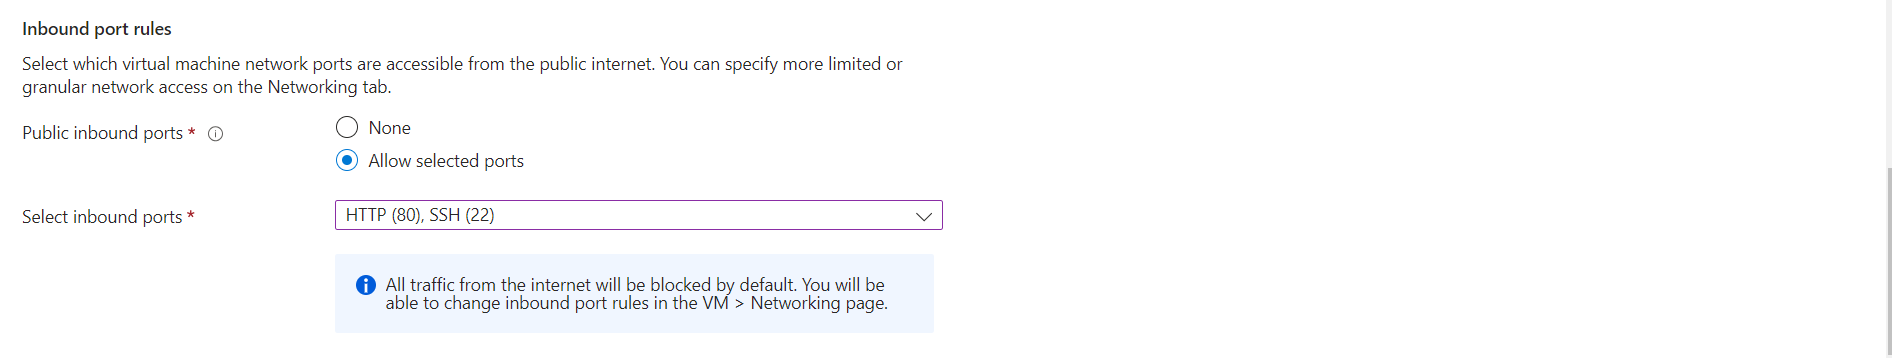 Inbound port rules
Select which virtual machine network ports are accessible from the public internet. You can specify more limited or
granular network access on the Networking tab.
Public inbound ports *
None
Allow selected ports
Select inbound ports *
HTTP (80), SSH (22)
All traffic from the internet will be blocked by default. You will be
able to change inbound port rules in the VM > Networking page.